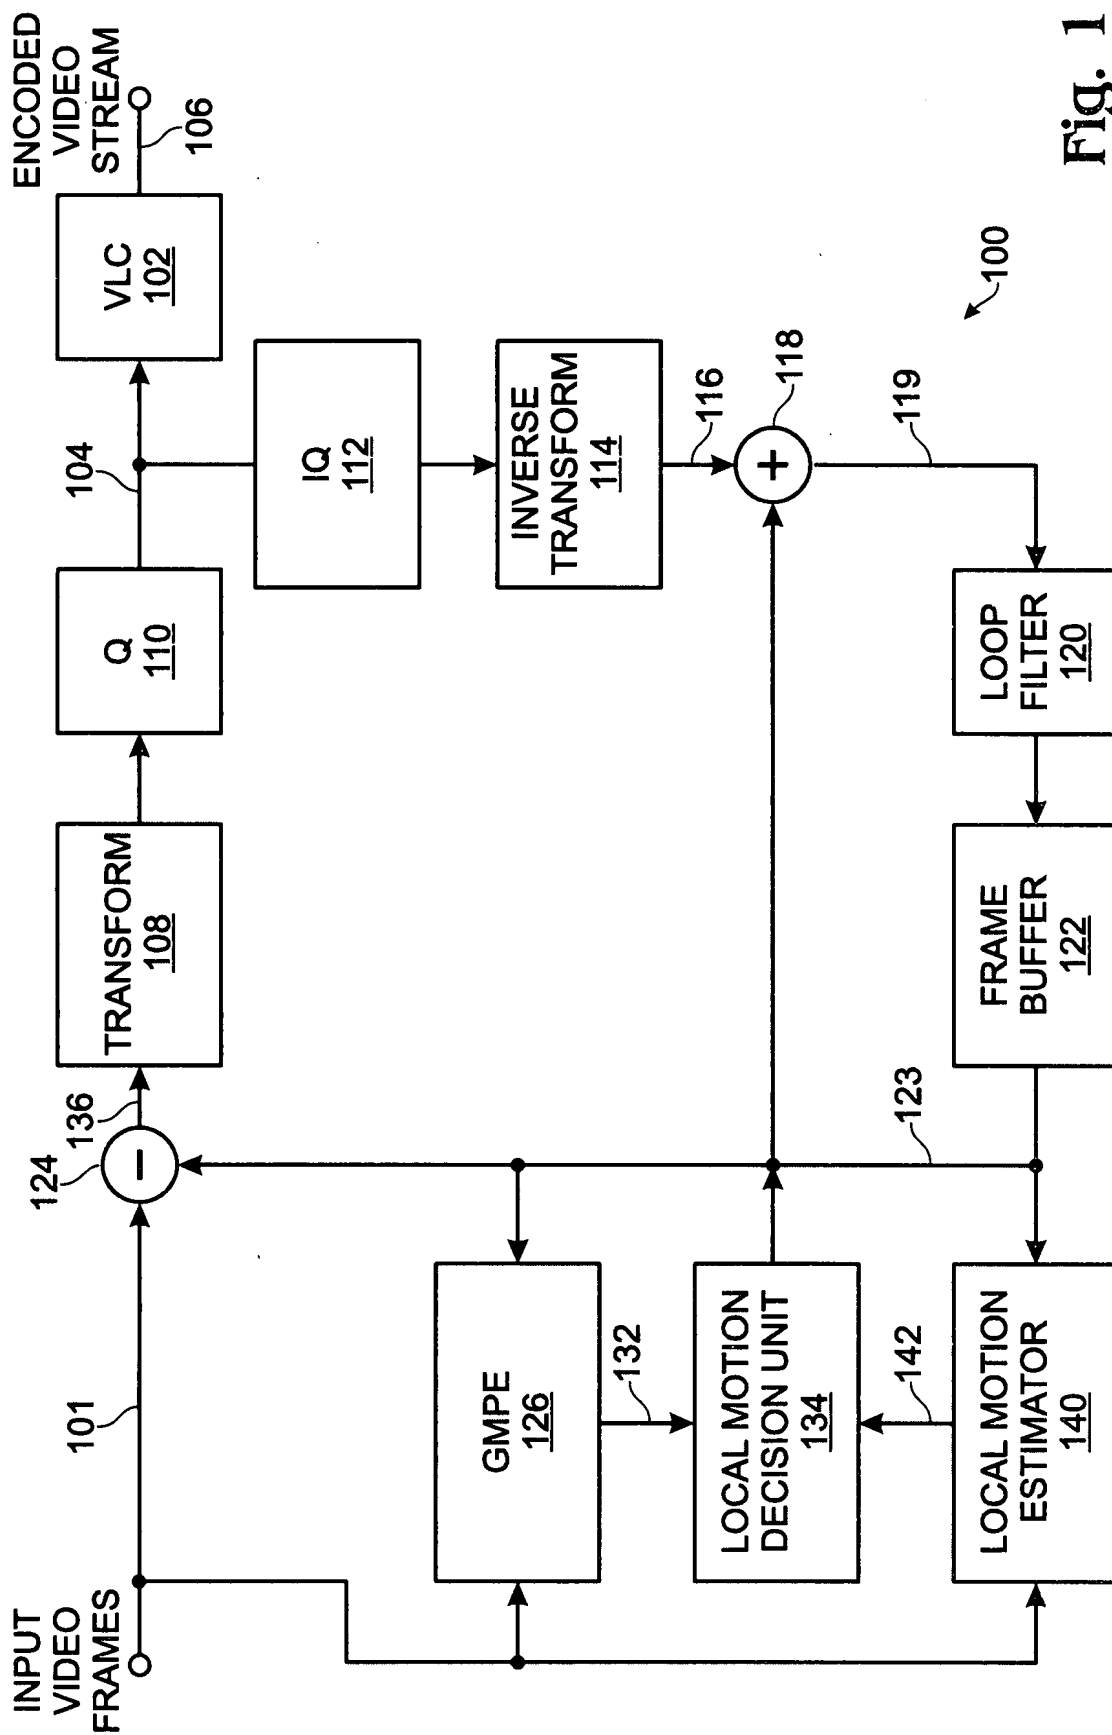 INPUT
VIDEO
FRAMES
101
124
136
TRANSFORM
108
Q
110
104
VLC
102
106
ENCODED
VIDEO
STREAM
IQ
112
INVERSE
TRANSFORM
114
116
118
119
100
GMPE
126
132
LOCAL MOTION
DECISION UNIT
134
142
LOCAL MOTION
ESTIMATOR
140
123
FRAME
BUFFER
122
LOOP
FILTER
120
Fig. 1